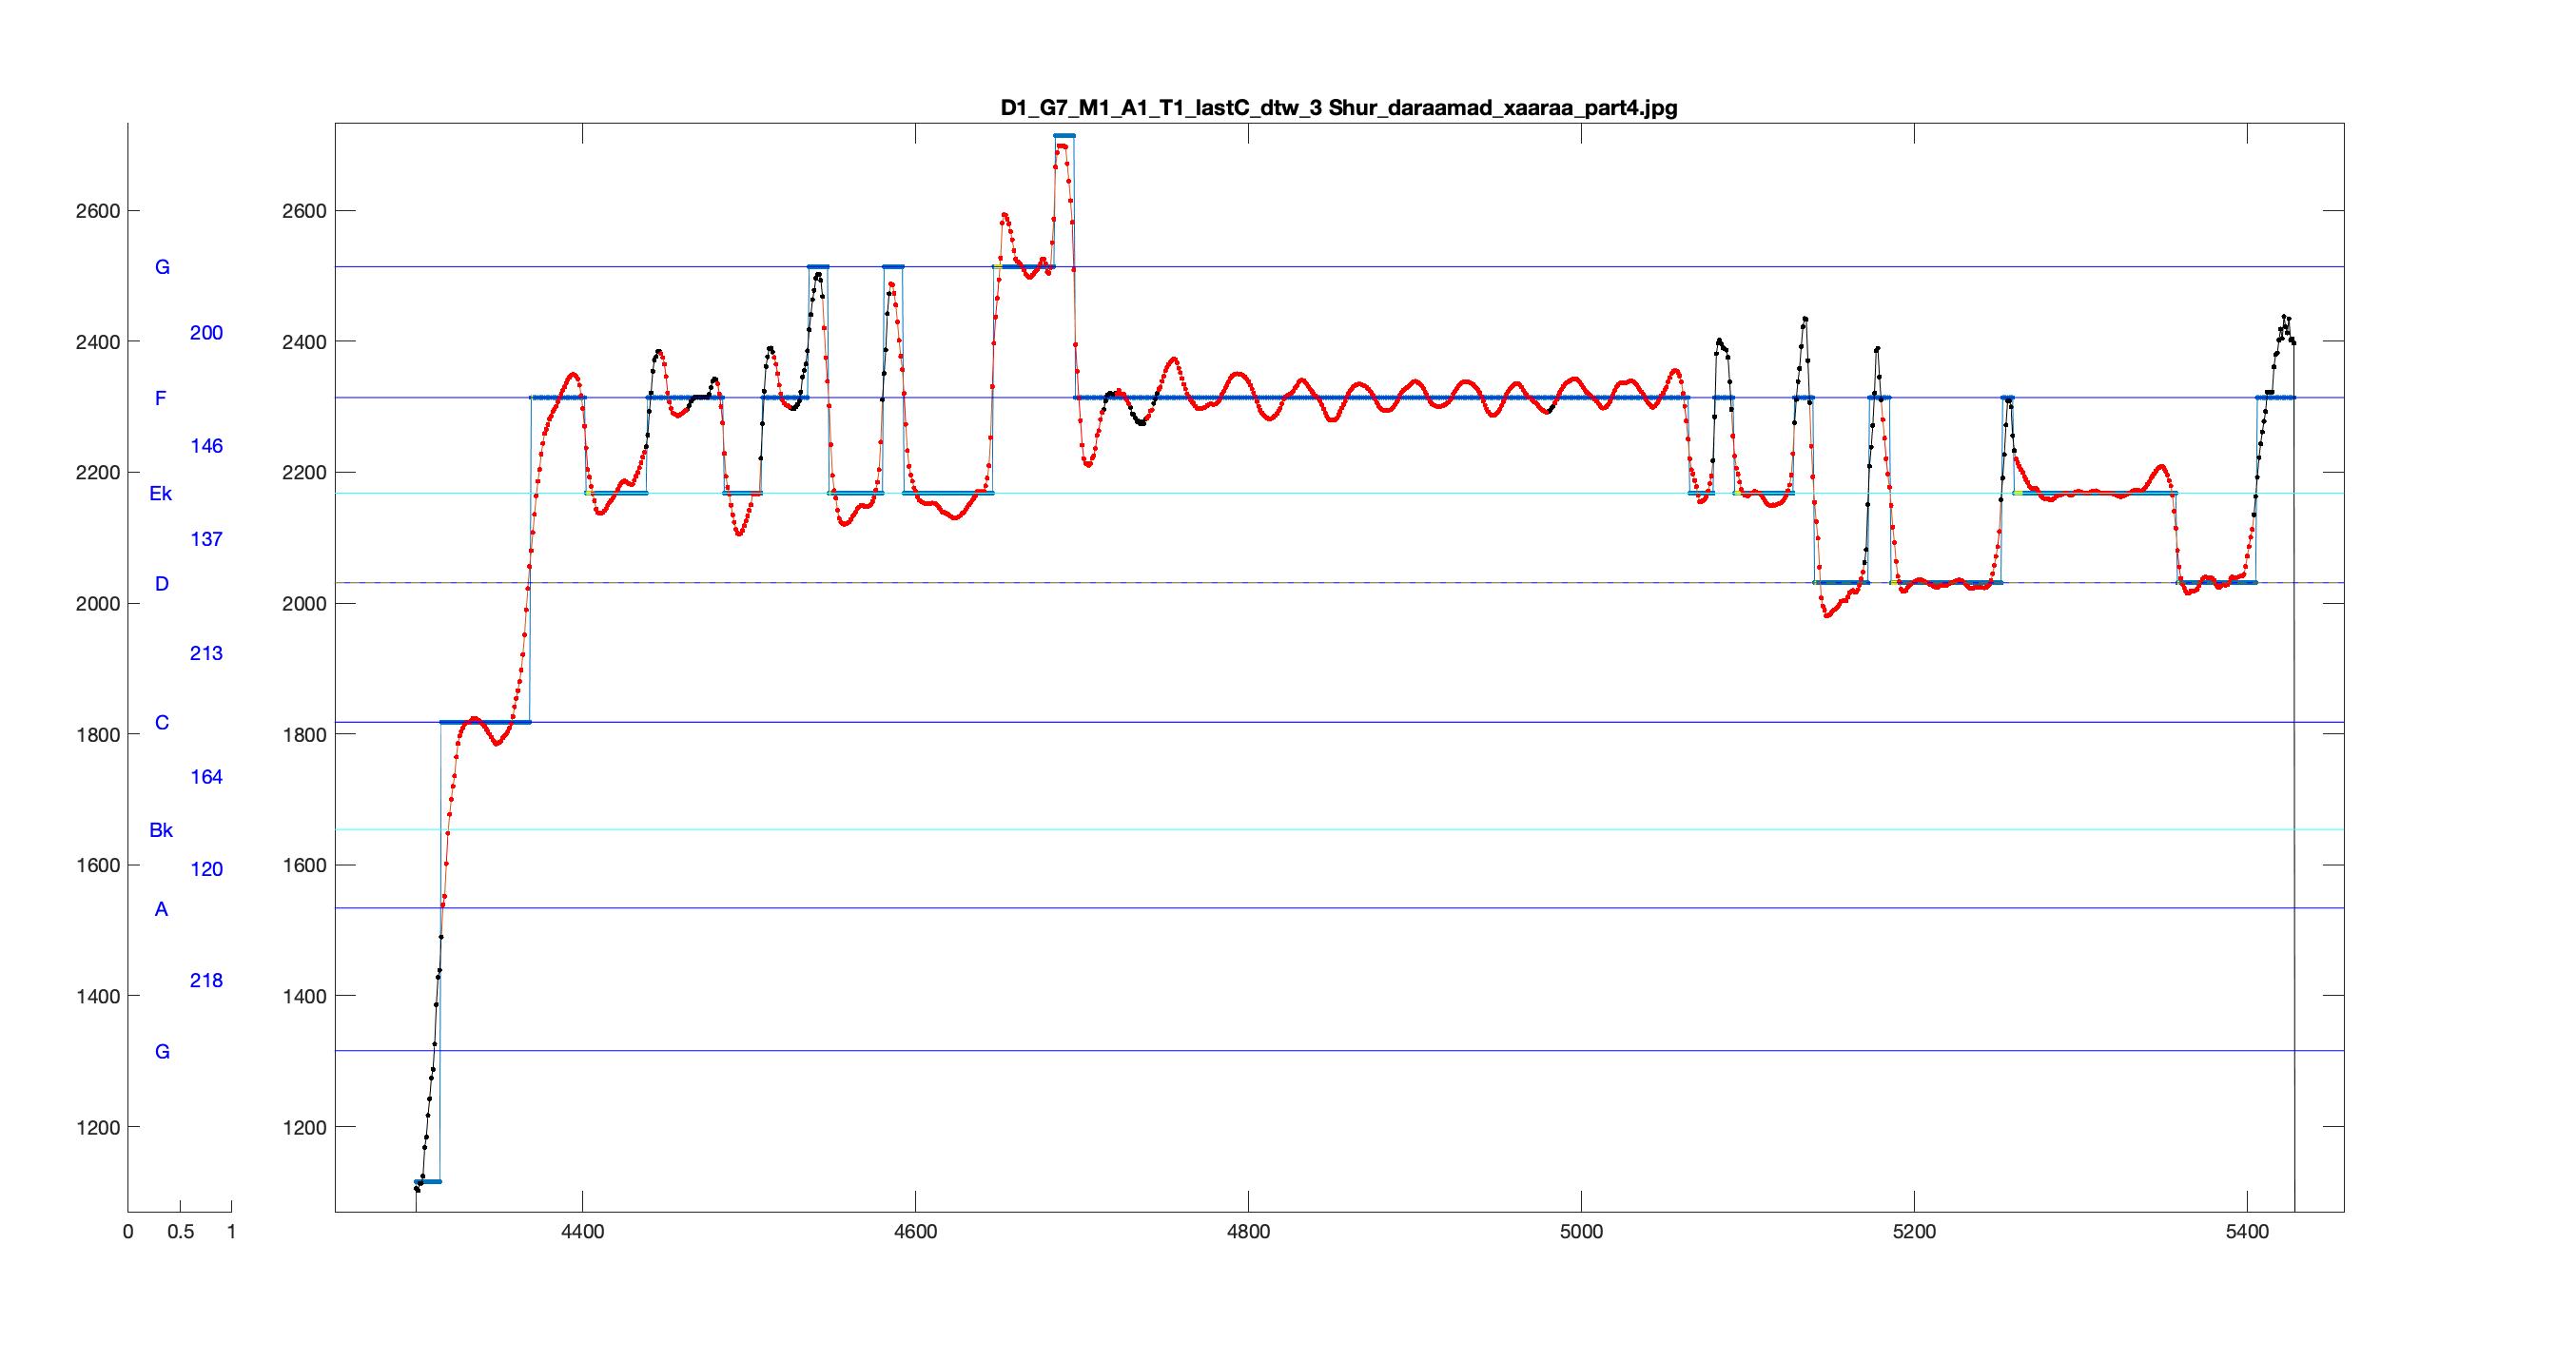 D1_G7_M1_A1_T1_lastC_dtw_3 Shur_daraamad_xaaraa_part4.jpg
2600 2600
G
200
2400 2400
F
146
2200 2200
Ek
137
D
2000 2000
213
C
1800 1800
164
Bk
1600 120 1600
A
218
1400 1400
G
1200 1200
0 0.5 1 4400 4600 4800 5000 5200 5400